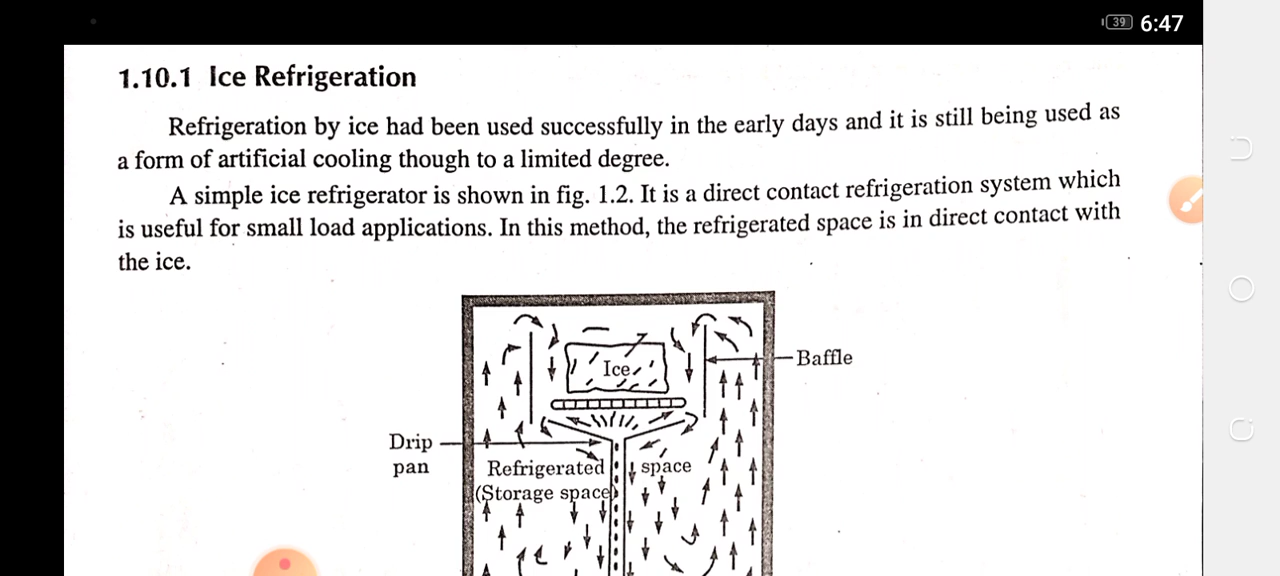 39 6:47
1.10.1 Ice Refrigeration
Refrigeration by ice had been used successfully in the early days and it is still being used as
a form of artificial cooling though to a limited degree.
A simple ice refrigerator is shown in fig. 1.2. It is a direct contact refrigeration system which
is useful for small load applications. In this method, the refrigerated space is in direct contact with
the ice.
Ice
Baffle
Drip
pan
Refrigerated space
(Storage space)